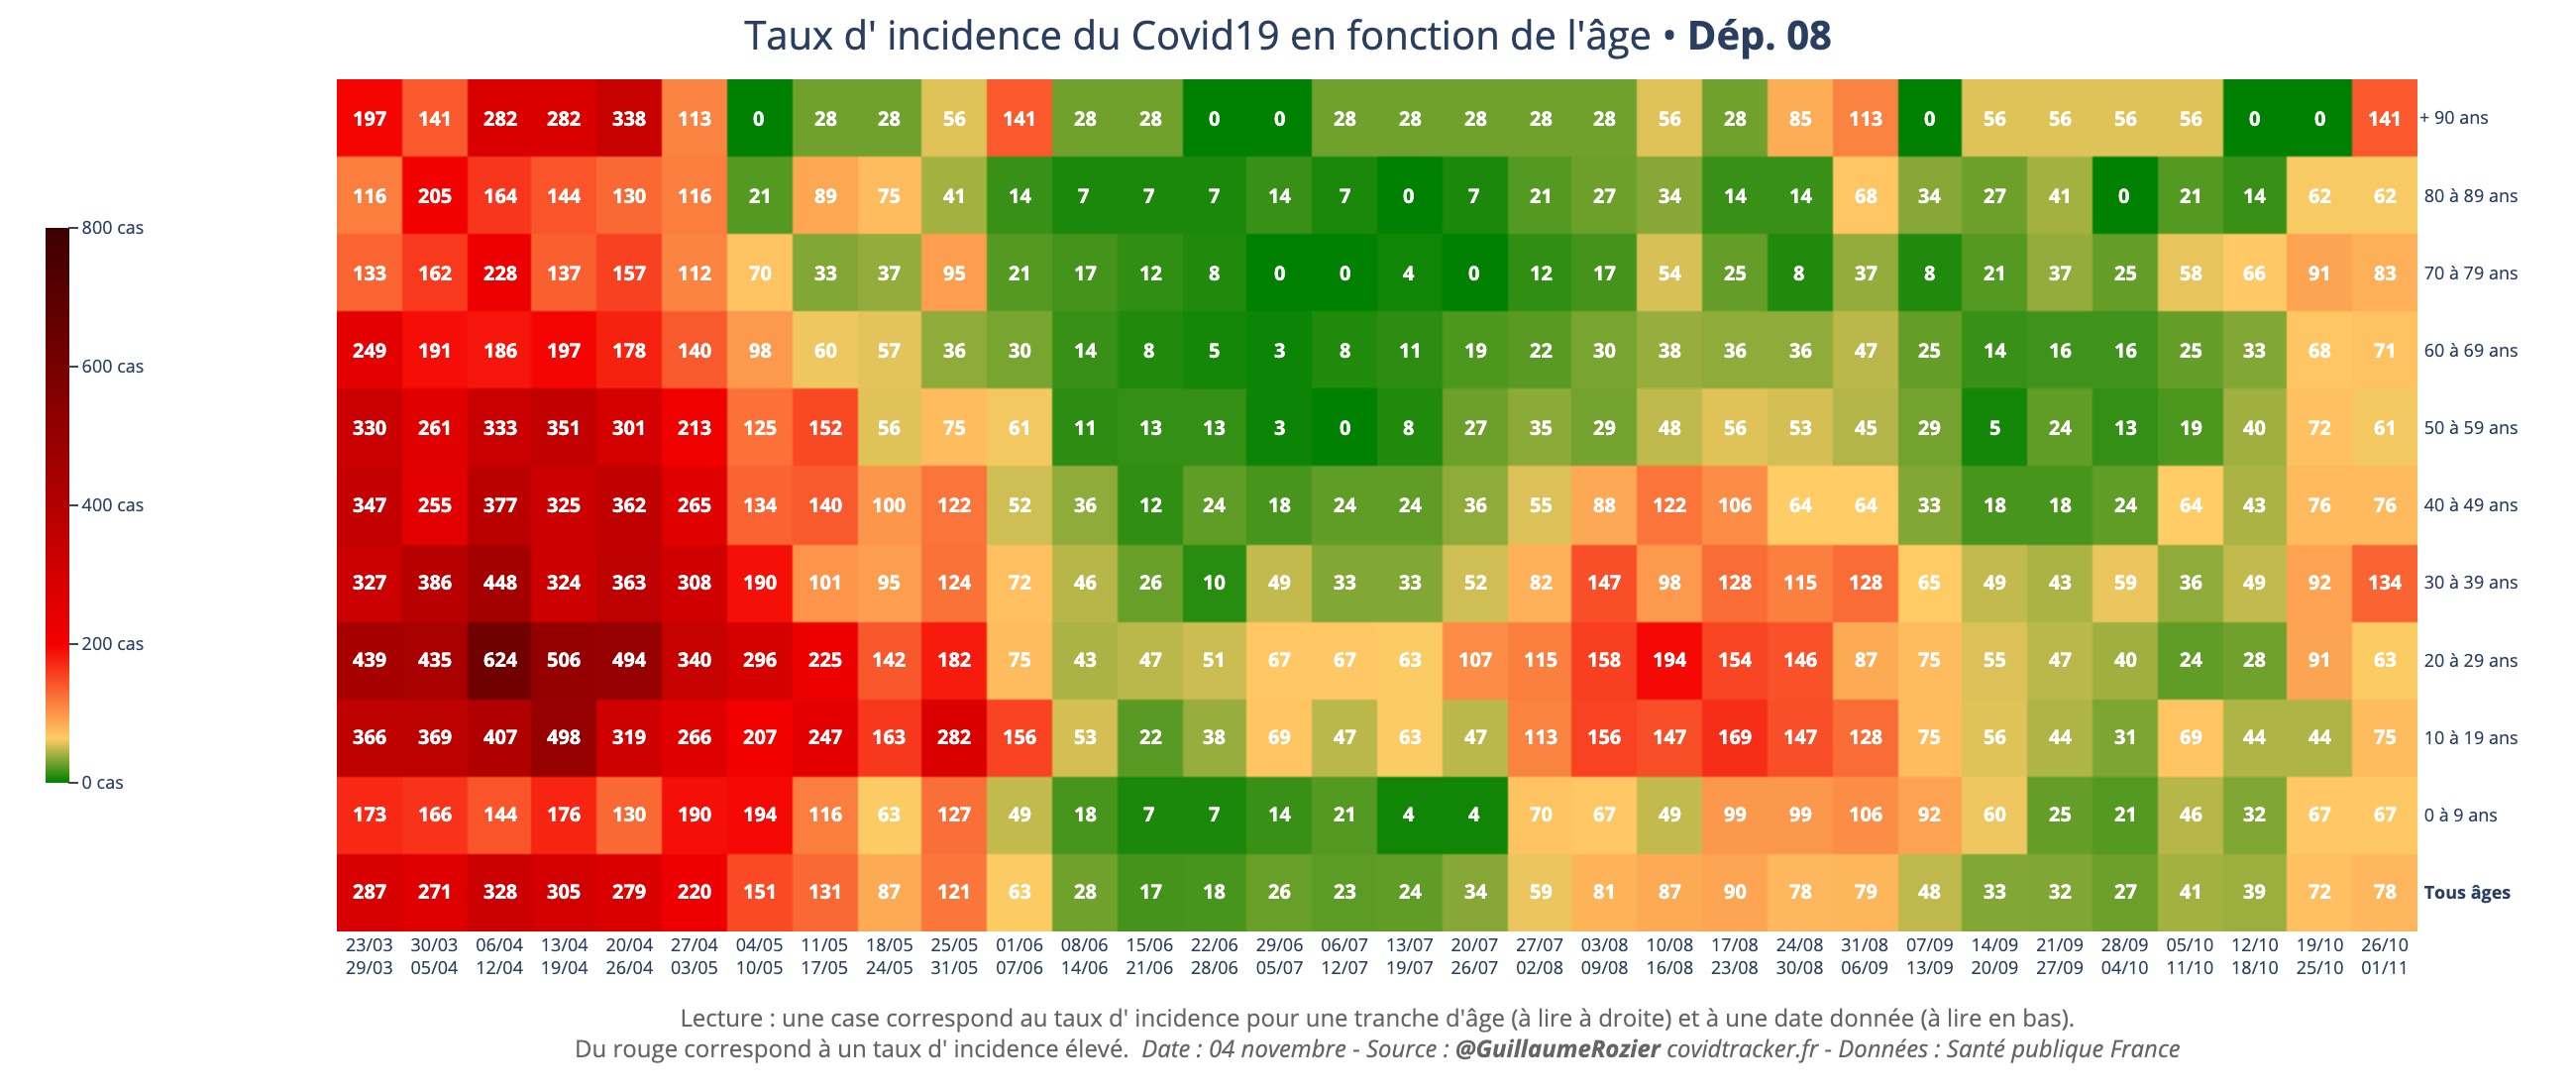 Taux d' incidence du Covid19 en fonction de l'âge • Dép. 08
800 cas
600 cas
400 cas
200 cas
0 cas
197 141 282 282 338 113 0 28 28 56 141 28 28 0 0 28 28 28 28 28 56 28 85 113 0 56 56 56 56 0 0 141 + 90 ans
116 205 164 144 130 116 21 89 75 41 14 7 7 7 14 7 0 7 21 27 34 14 14 68 34 27 41 0 21 14 62 62 80 à 89 ans
133 162 228 137 157 112 70 33 37 95 21 17 12 8 0 0 4 0 12 17 54 25 8 37 8 21 37 25 58 66 91 83 70 à 79 ans
249 191 186 197 178 140 98 60 57 36 30 14 8 5 3 8 11 19 22 30 38 36 36 47 25 14 16 16 25 33 68 71 60 à 69 ans
330 261 333 351 301 213 125 152 56 75 61 11 13 13 3 0 8 27 35 29 48 56 53 45 29 5 24 13 19 40 72 61 50 à 59 ans
347 255 377 325 362 265 134 140 100 122 52 36 12 24 18 24 24 36 55 88 122 106 64 64 33 18 18 24 64 43 76 76 40 à 49 ans
327 386 448 324 363 308 190 101 95 124 72 46 26 10 49 33 33 52 82 147 98 128 115 128 65 49 43 59 36 49 92 134 30 à 39 ans
439 435 624 506 494 340 296 225 142 182 75 43 47 51 67 67 63 107 115 158 194 154 146 87 75 55 47 40 24 28 91 63 20 à 29 ans
366 369 407 498 319 266 207 247 163 282 156 53 22 38 69 47 63 47 113 156 147 169 147 128 75 56 44 31 69 44 44 75 10 à 19 ans
173 166 144 176 130 190 194 116 63 127 49 18 7 7 14 21 4 4 70 67 49 99 99 106 92 60 25 21 46 32 67 67 0 à 9 ans
287 271 328 305 279 220 151 131 87 121 63 28 17 18 26 23 24 34 59 81 87 90 78 79 48 33 32 27 41 39 72 78 Tous âges
23/03 30/03 06/04 13/04 20/04 27/04 04/05 11/05 18/05 25/05 01/06 08/06 15/06 22/06 29/06 06/07 13/07 20/07 27/07 03/08 10/08 17/08 24/08 31/08 07/09 14/09 21/09 28/09 05/10 12/10 19/10 26/10
29/03 05/04 12/04 19/04 26/04 03/05 10/05 17/05 24/05 31/05 07/06 14/06 21/06 28/06 05/07 12/07 19/07 26/07 02/08 09/08 16/08 23/08 30/08 06/09 13/09 20/09 27/09 04/10 11/10 18/10 25/10 01/11
Lecture : une case correspond au taux d' incidence pour une tranche d'âge (à lire à droite) et à une date donnée (à lire en bas).
Du rouge correspond à un taux d' incidence élevé. Date : 04 novembre - Source : @GuillaumeRozier covidtracker.fr - Données : Santé publique France